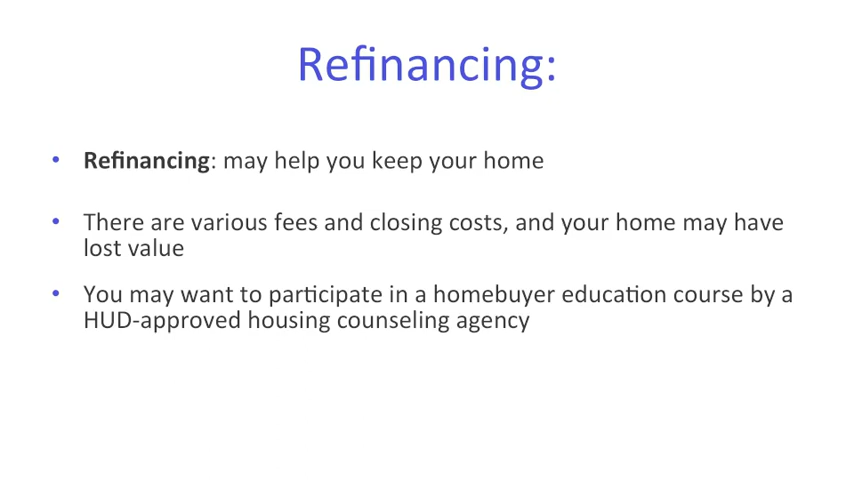 Refinancing:
• Refinancing: may help you keep your home
• There are various fees and closing costs, and your home may have
lost value
• You may want to participate in a homebuyer education course by a
HUD-approved housing counseling agency